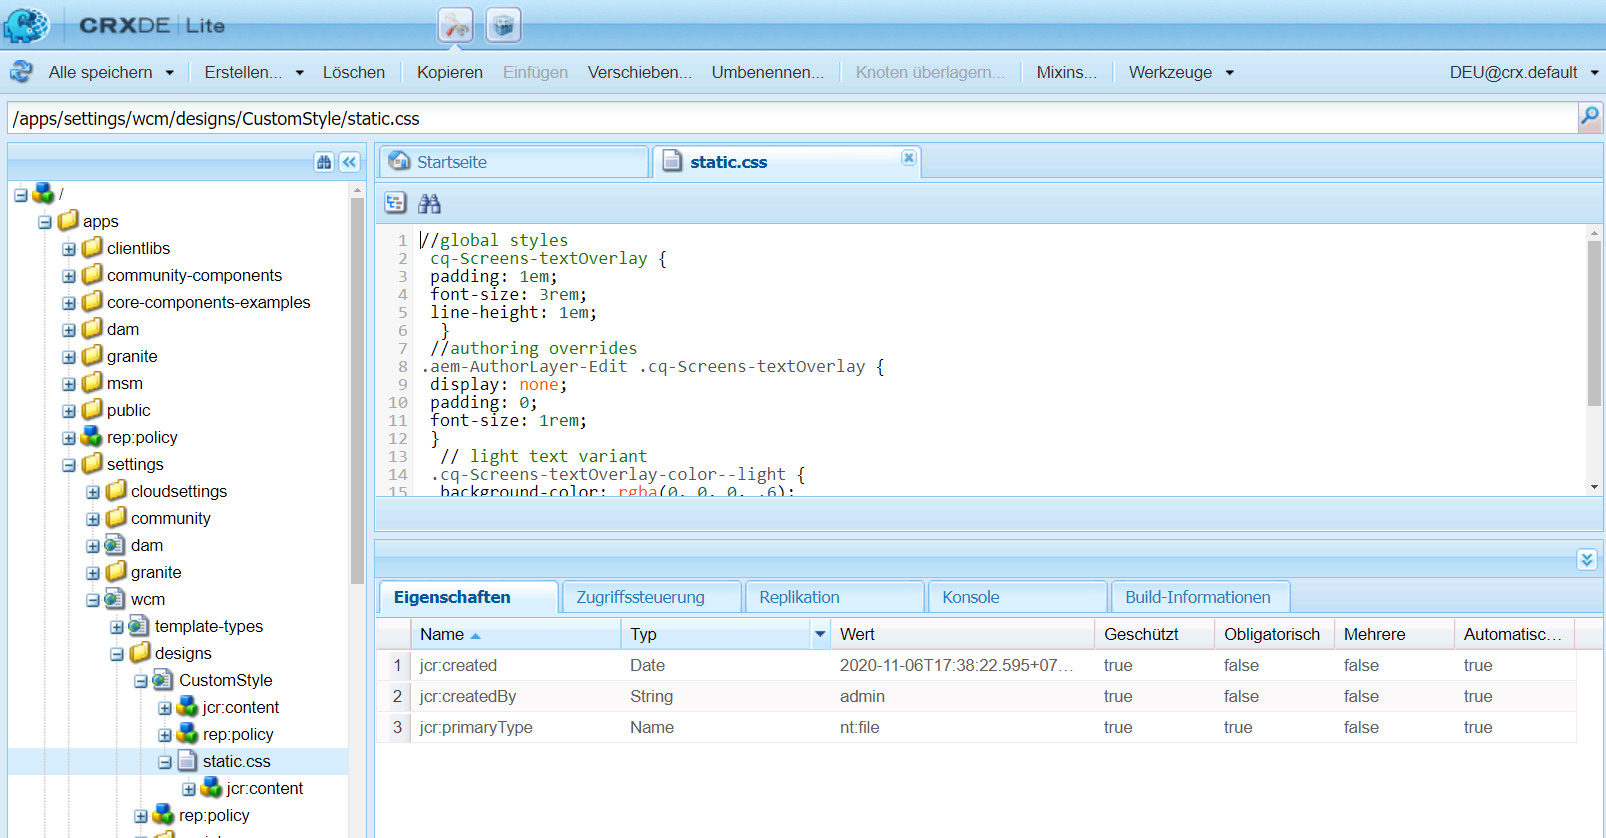 CRXDE | Lite
Alle speichern Erstellen... Löschen Kopieren Einfügen Verschieben... Umbenennen... Knoten überlagern... Mixins... Werkzeuge DEU@crx.default
/apps/settings/wcm/designs/CustomStyle/static.css
/
apps
clientlibs
community-components
core-components-examples
dam
granite
msm
public
rep:policy
settings
cloudsettings
community
dam
granite
wcm
template-types
designs
CustomStyle
jcr:content
rep:policy
static.css
jcr:content
rep:policy
Startseite static.css
1 //global styles
2 cq-Screens-textOverlay {
3 padding: 1em;
4 font-size: 3rem;
5 line-height: 1em;
6 }
7 //authoring overrides
8 .aem-AuthorLayer-Edit .cq-Screens-textOverlay {
9 display: none;
10 padding: 0;
11 font-size: 1rem;
12 }
13 // light text variant
14 .cq-Screens-textOverlay-color--light {
15 background-color: rgba(0, 0, 0, .6);
Eigenschaften Zugriffssteuerung Replikation Konsole Build-Informationen
Name Typ Wert Geschützt Obligatorisch Mehrere Automatisc...
1 jcr:created Date 2020-11-06T17:38:22.595+07... true false false true
2 jcr:createdBy String admin true false false true
3 jcr:primaryType Name nt:file true true false true